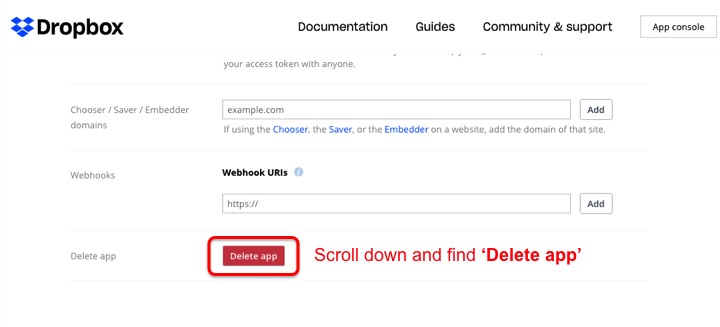 Dropbox
Documentation
Guides
Community & support
App console
your access token with anyone.
Chooser / Saver / Embedder
domains
example.com
Add
If using the Chooser, the Saver, or the Embedder on a website, add the domain of that site.
Webhooks
Webhook URIs
https://
Add
Delete app
Delete app
Scroll down and find ‘Delete app’